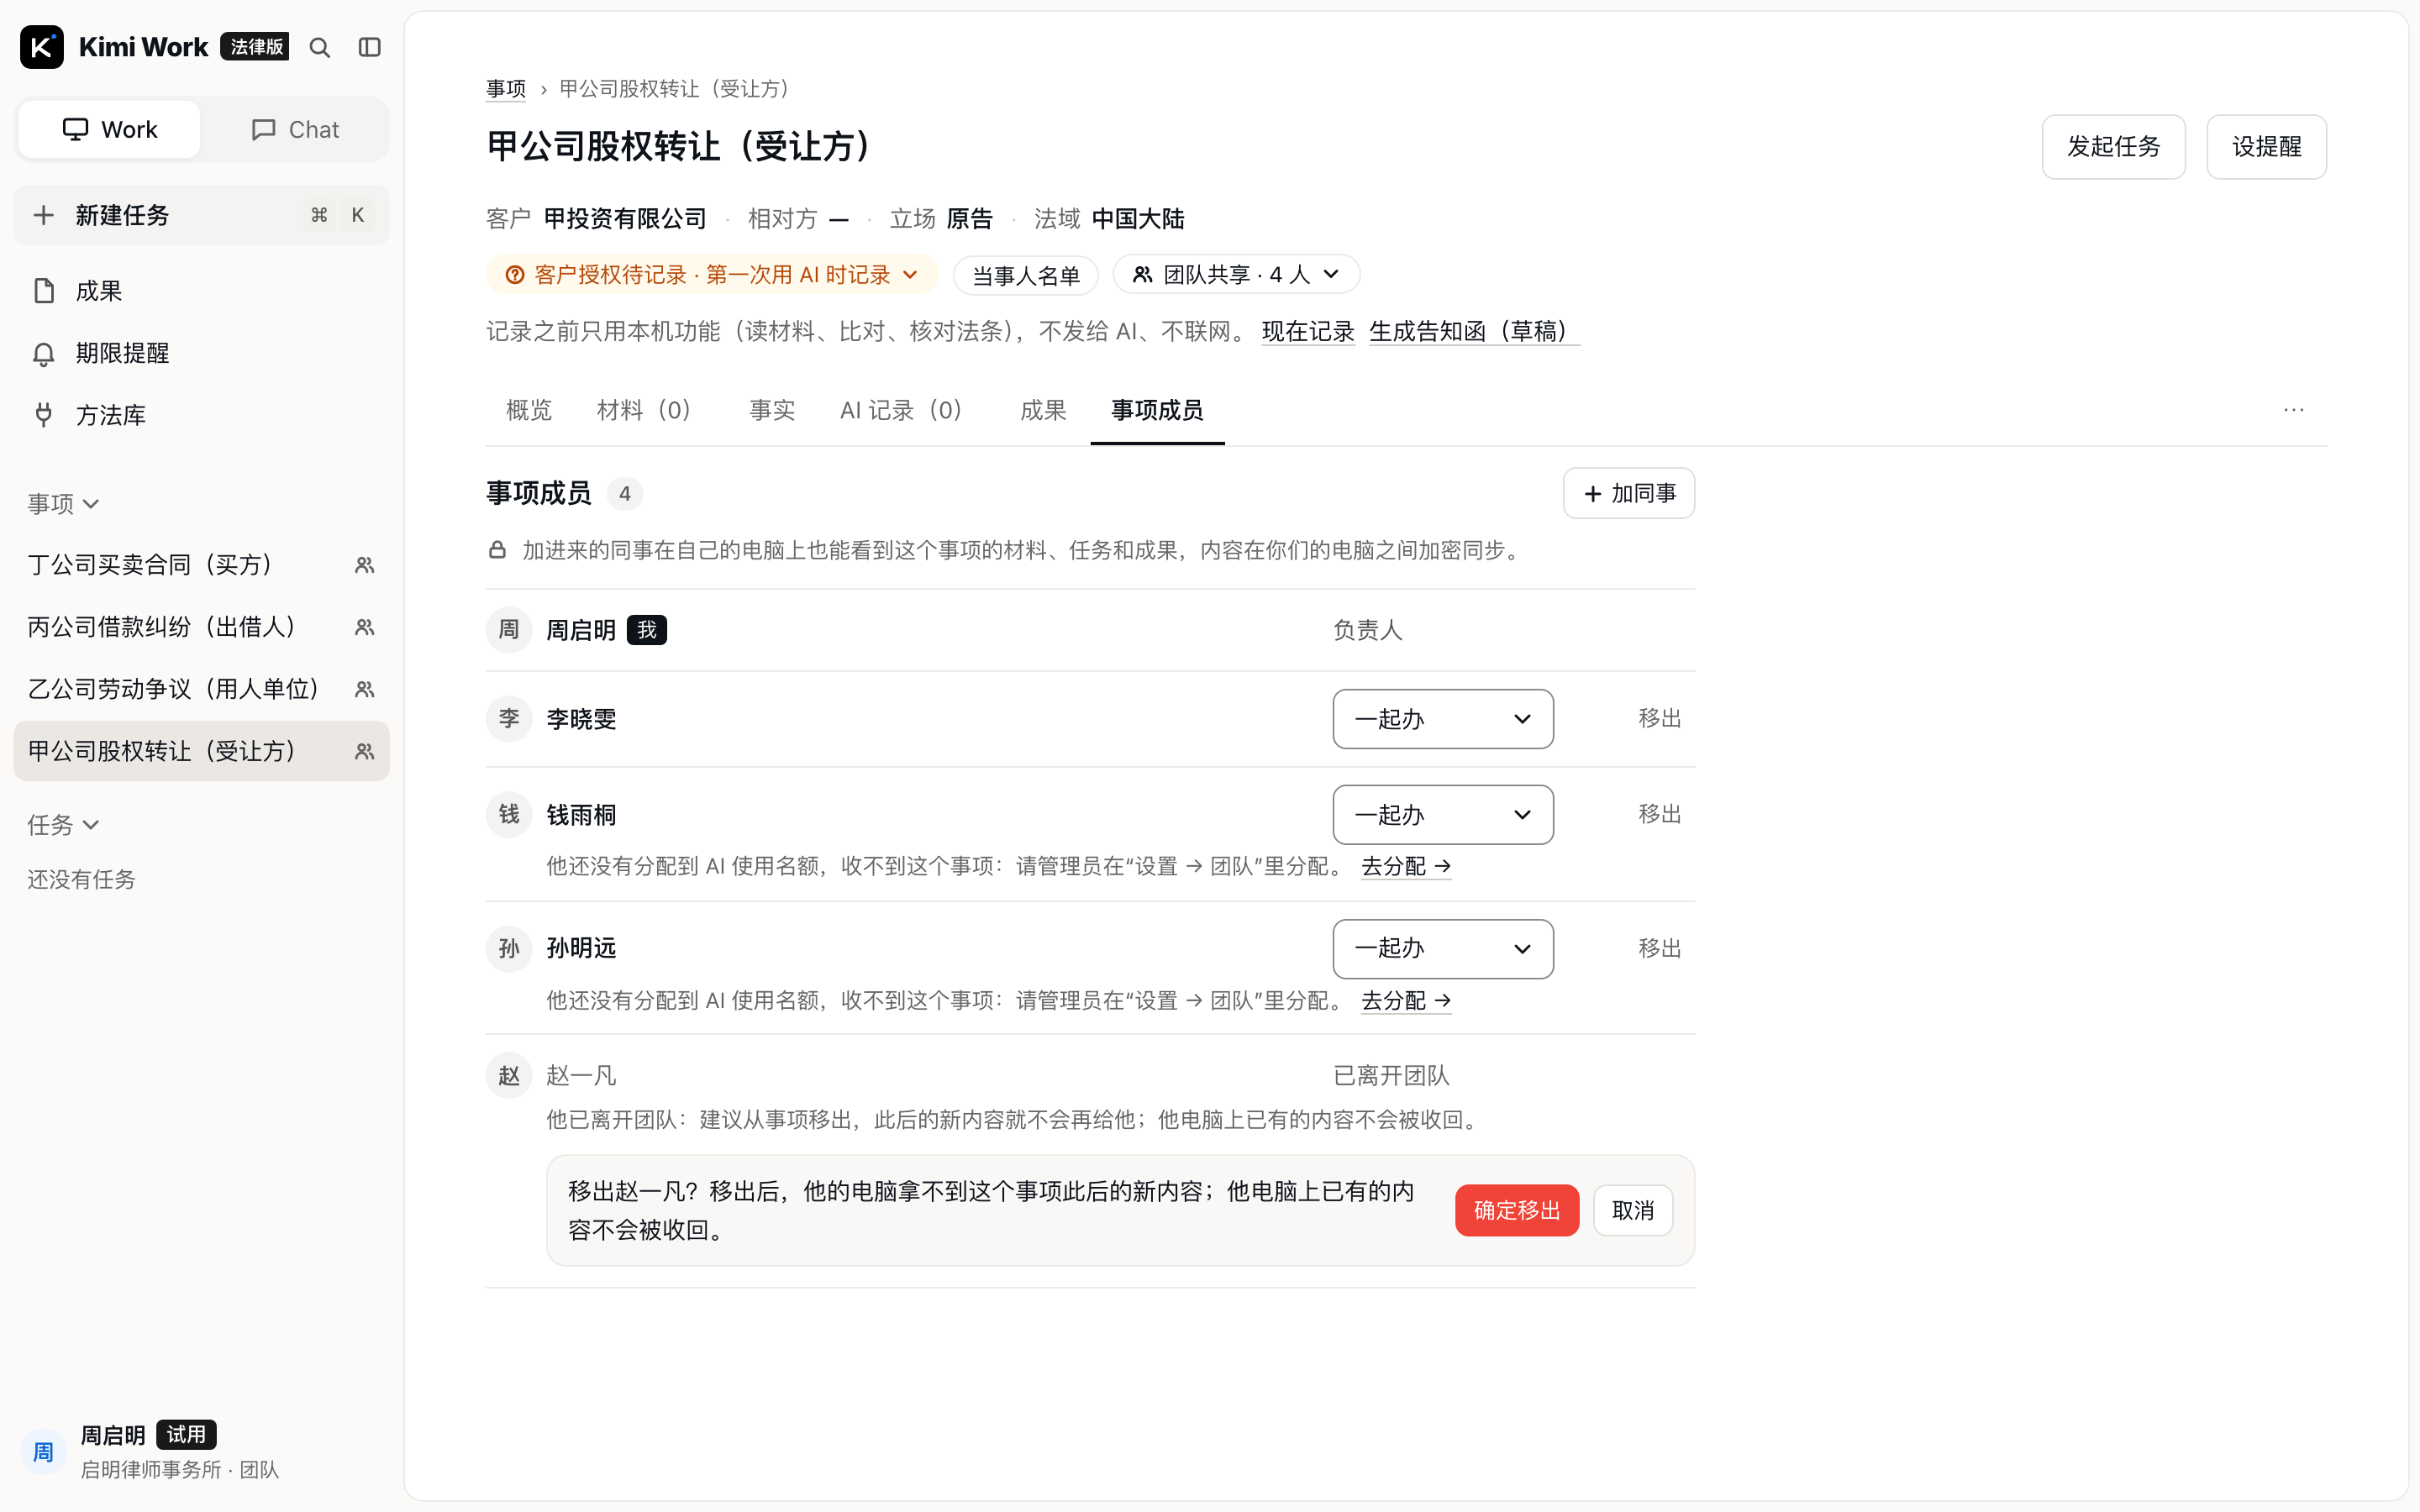 Kimi Work 法律版
Work
Chat
新建任务 ⌘ K
成果
期限提醒
方法库
事项
丁公司买卖合同（买方）
丙公司借款纠纷（出借人）
乙公司劳动争议（用人单位）
甲公司股权转让（受让方）
任务
还没有任务
周
周启明 试用
启明律师事务所 · 团队
事项 › 甲公司股权转让（受让方）
甲公司股权转让（受让方）
发起任务
设提醒
客户 甲投资有限公司 · 相对方 — · 立场 原告 · 法域 中国大陆
客户授权待记录 · 第一次用 AI 时记录
当事人名单
团队共享 · 4 人
记录之前只用本机功能（读材料、比对、核对法条），不发给 AI、不联网。 现在记录 生成告知函（草稿）
概览 材料（0） 事实 AI 记录（0） 成果 事项成员 ···
事项成员 4
+ 加同事
加进来的同事在自己的电脑上也能看到这个事项的材料、任务和成果，内容在你们的电脑之间加密同步。
周 周启明 我 负责人
李 李晓雯 一起办 移出
钱 钱雨桐 一起办 移出
他还没有分配到 AI 使用名额，收不到这个事项：请管理员在“设置 → 团队”里分配。 去分配 →
孙 孙明远 一起办 移出
他还没有分配到 AI 使用名额，收不到这个事项：请管理员在“设置 → 团队”里分配。 去分配 →
赵 赵一凡 已离开团队
他已离开团队：建议从事项移出，此后的新内容就不会再给他；他电脑上已有的内容不会被收回。
移出赵一凡？移出后，他的电脑拿不到这个事项此后的新内容；他电脑上已有的内
容不会被收回。
确定移出
取消